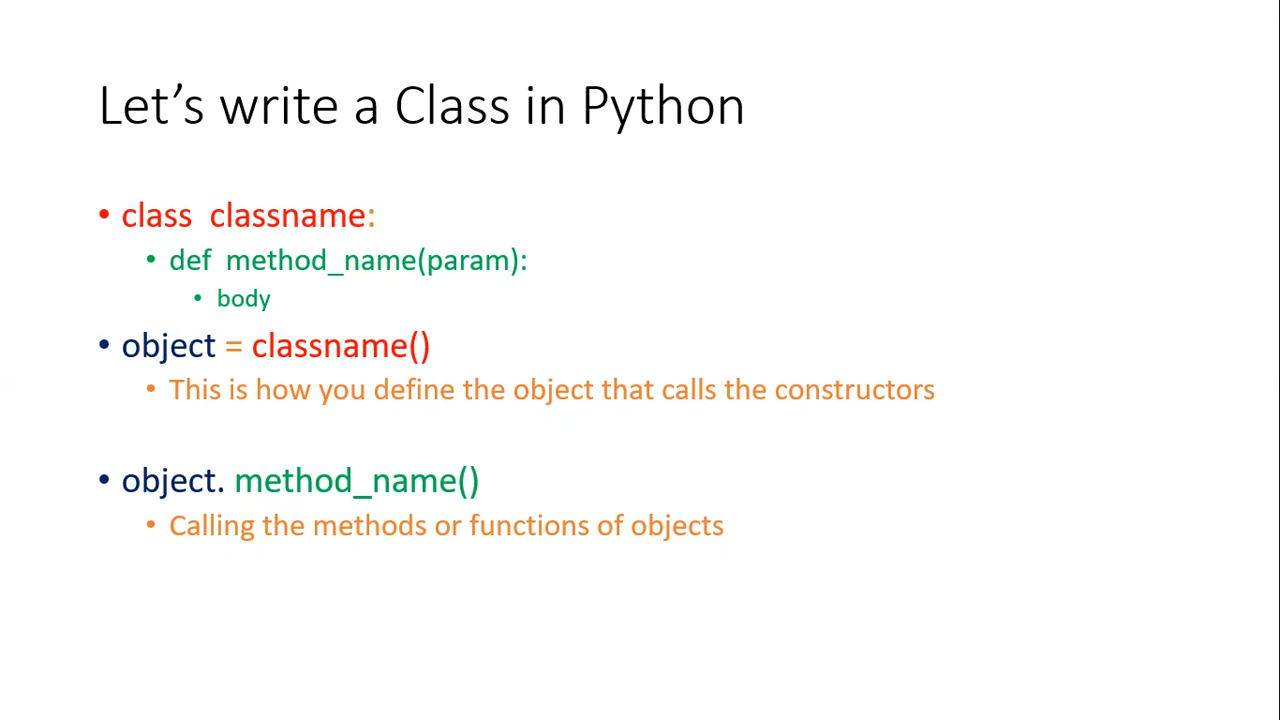 Let’s write a Class in Python
• class classname:
• def method_name(param):
• body
• object = classname()
• This is how you define the object that calls the constructors
• object. method_name()
• Calling the methods or functions of objects